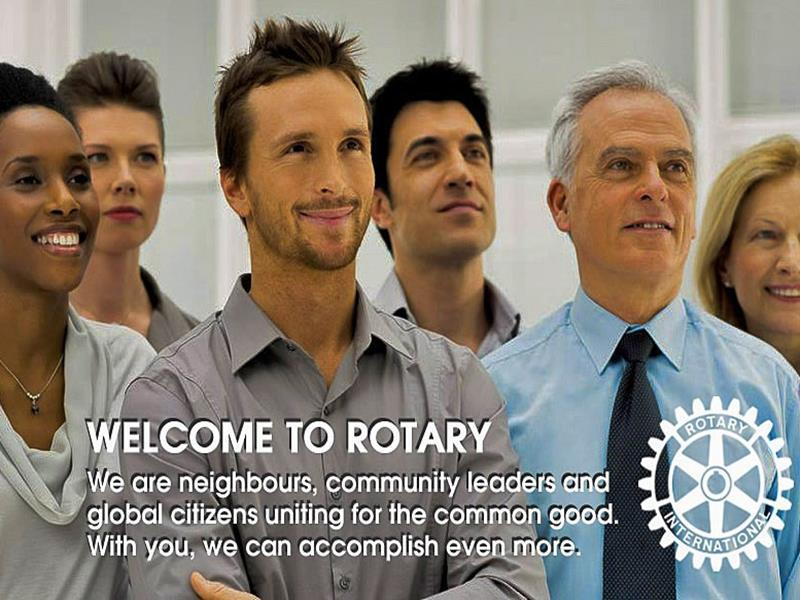 WELCOME TO ROTARY
We are neighbours, community leaders and
global citizens uniting for the common good.
With you, we can accomplish even more.
ROTARY
INTERNATIONAL